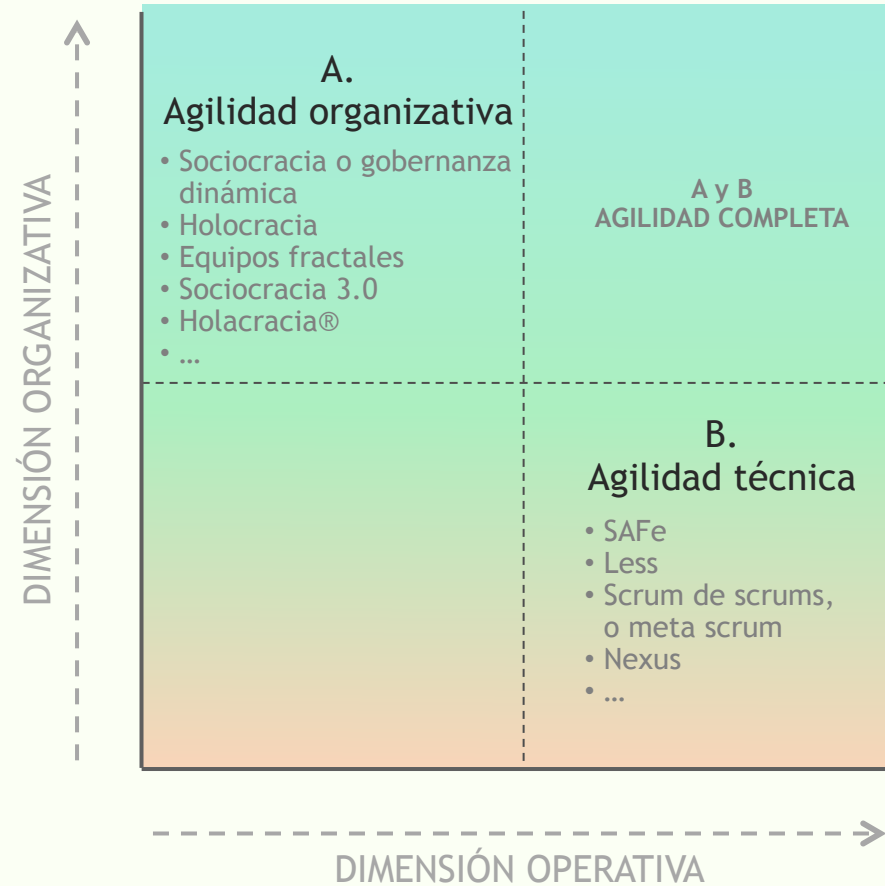 A.
Agilidad organizativa
• Sociocracia o gobernanza
dinámica
• Holocracia
• Equipos fractales
• Sociocracia 3.0
• Holacracia®
• …
A y B
AGILIDAD COMPLETA
B.
Agilidad técnica
• SAFe
• Less
• Scrum de scrums,
o meta scrum
• Nexus
• …
DIMENSIÓN ORGANIZATIVA
DIMENSIÓN OPERATIVA